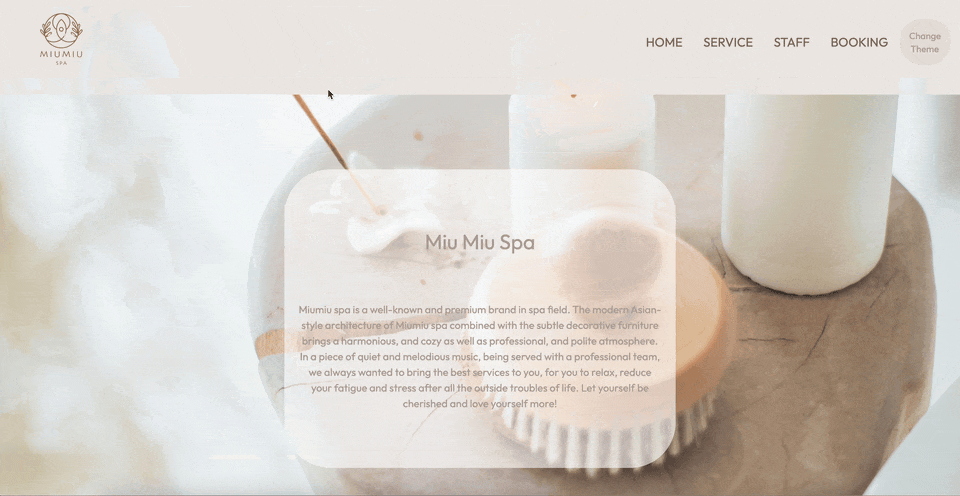 MIUMIU
SPA
HOME SERVICE STAFF BOOKING
Change
Theme
Miu Miu Spa
Miumiu spa is a well-known and premium brand in spa field. The modern Asian-
style architecture of Miumiu spa combined with the subtle decorative furniture
brings a harmonious, and cozy as well as professional, and polite atmosphere.
In a piece of quiet and melodious music, being served with a professional team,
we always wanted to bring the best services to you, for you to relax, reduce
your fatigue and stress after all the outside troubles of life. Let yourself be
cherished and love yourself more!